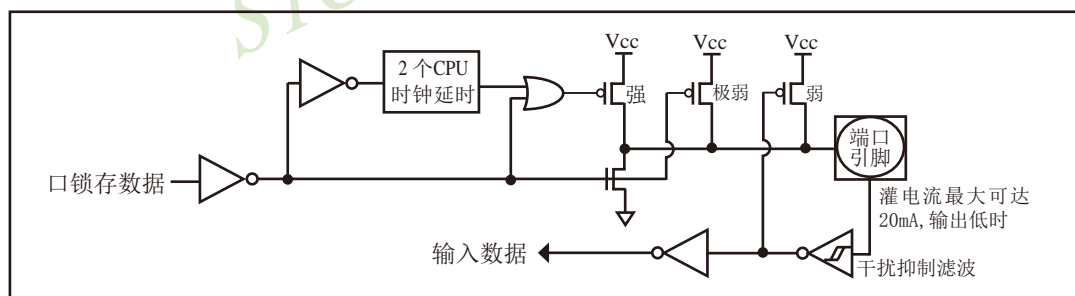 STC
Vcc
Vcc
Vcc
2 个CPU
时钟延时
强
极弱
弱
端口
引脚
口锁存数据
灌电流最大可达
20mA,输出低时
输入数据
干扰抑制滤波